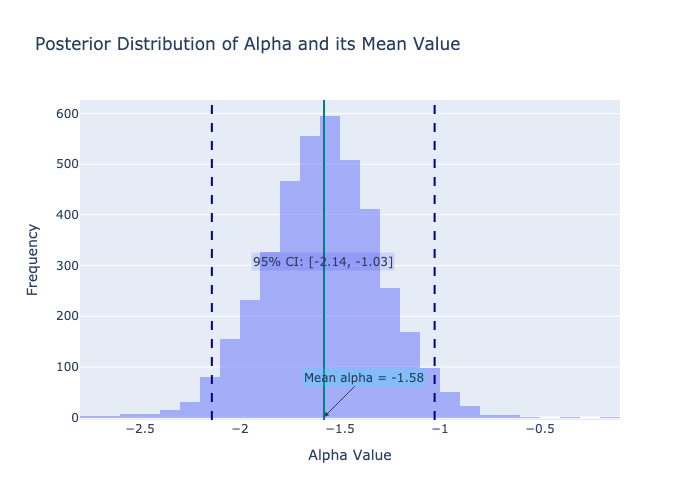 Posterior Distribution of Alpha and its Mean Value
600
500
400
300
200
100
0
Frequency
95% CI: [-2.14, -1.03]
Mean alpha = -1.58
−2.5
−2
−1.5
−1
−0.5
Alpha Value